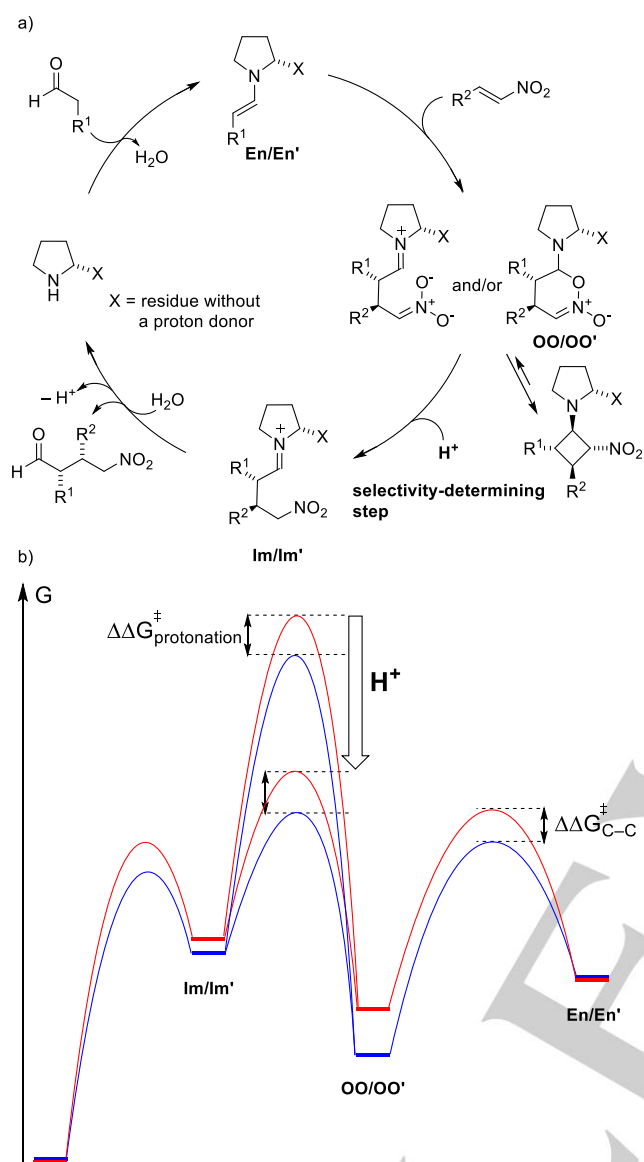 a)
O
H
R1
H2O
N
X
R1
En/En'
R2
NO2
N
H
X
X = residue without
a proton donor
N
+
X
R1
R2
O-
N+
O-
and/or
N
X
R1
O
R2
N+
O-
OO/OO'
N
X
R1
NO2
R2
– H+
H2O
O
H
R2
R1
NO2
N
+
X
R1
R2
NO2
Im/Im'
H+
selectivity-determining
step
b)
G
ΔΔG‡protonation
H+
ΔΔG‡C–C
Im/Im'
En/En'
OO/OO'